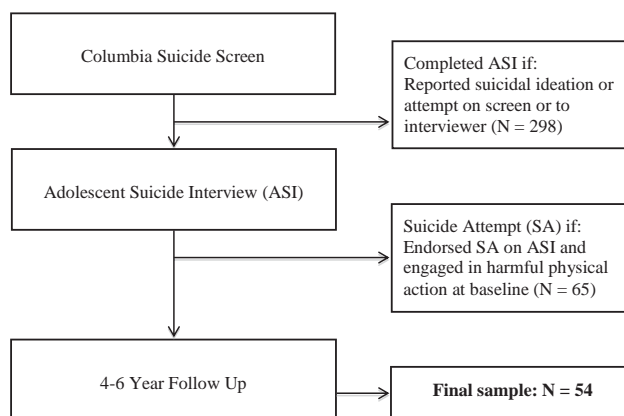 Columbia Suicide Screen
Completed ASI if:
Reported suicidal ideation or
attempt on screen or to
interviewer (N = 298)
Adolescent Suicide Interview (ASI)
Suicide Attempt (SA) if:
Endorsed SA on ASI and
engaged in harmful physical
action at baseline (N = 65)
4-6 Year Follow Up
Final sample: N = 54